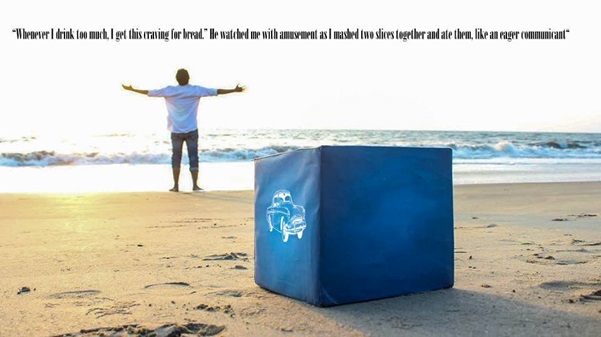 “Whenever I drink too much, I get this craving for bread.” He watched me with amusement as I mashed two slices together and ate them, like an eager communicant“